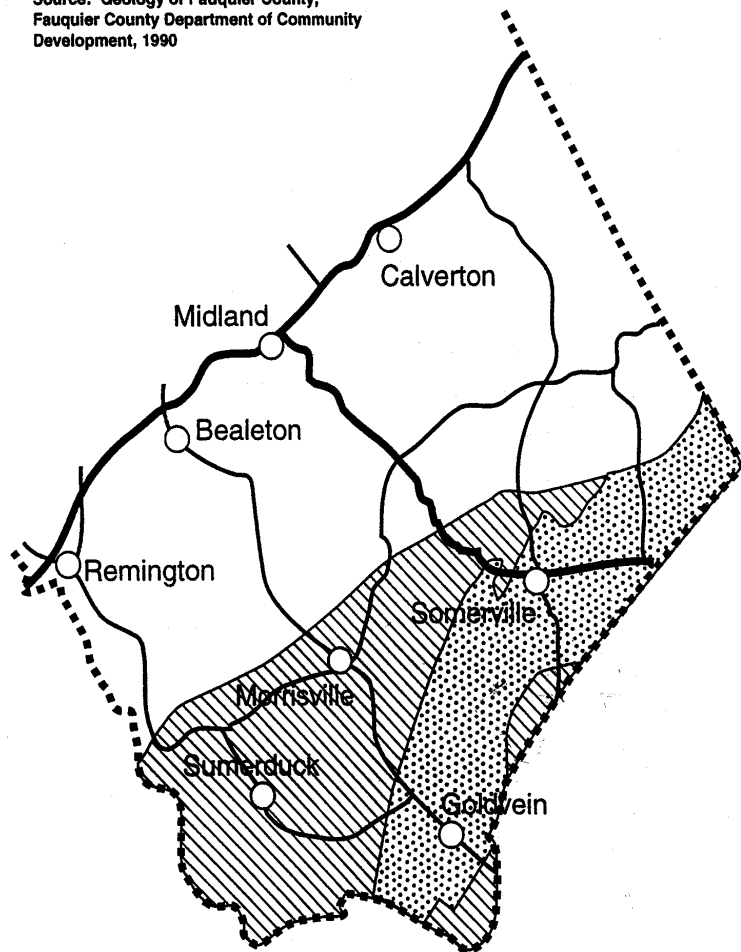 Source: Geology of Fauquier County,
Fauquier County Department of Community
Development, 1990
Calverton
Midland
Bealeton
Remington
Somerville
Morrisville
Sumerduck
Goldvein